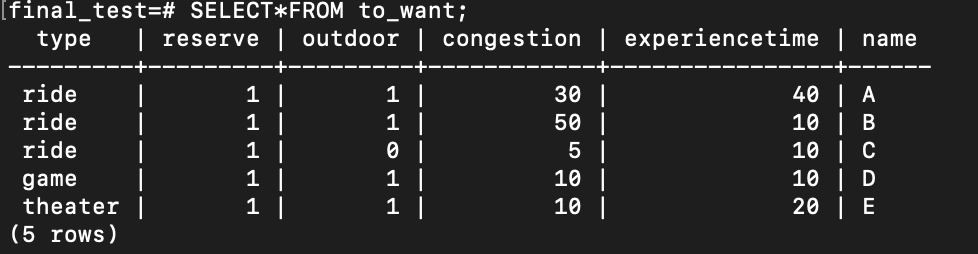 [final_test=# SELECT*FROM to_want;
  type   | reserve | outdoor | congestion | experiencetime | name
---------+---------+---------+------------+----------------+------
 ride    |       1 |       1 |         30 |             40 | A
 ride    |       1 |       1 |         50 |             10 | B
 ride    |       1 |       0 |          5 |             10 | C
 game    |       1 |       1 |         10 |             10 | D
 theater |       1 |       1 |         10 |             20 | E
(5 rows)